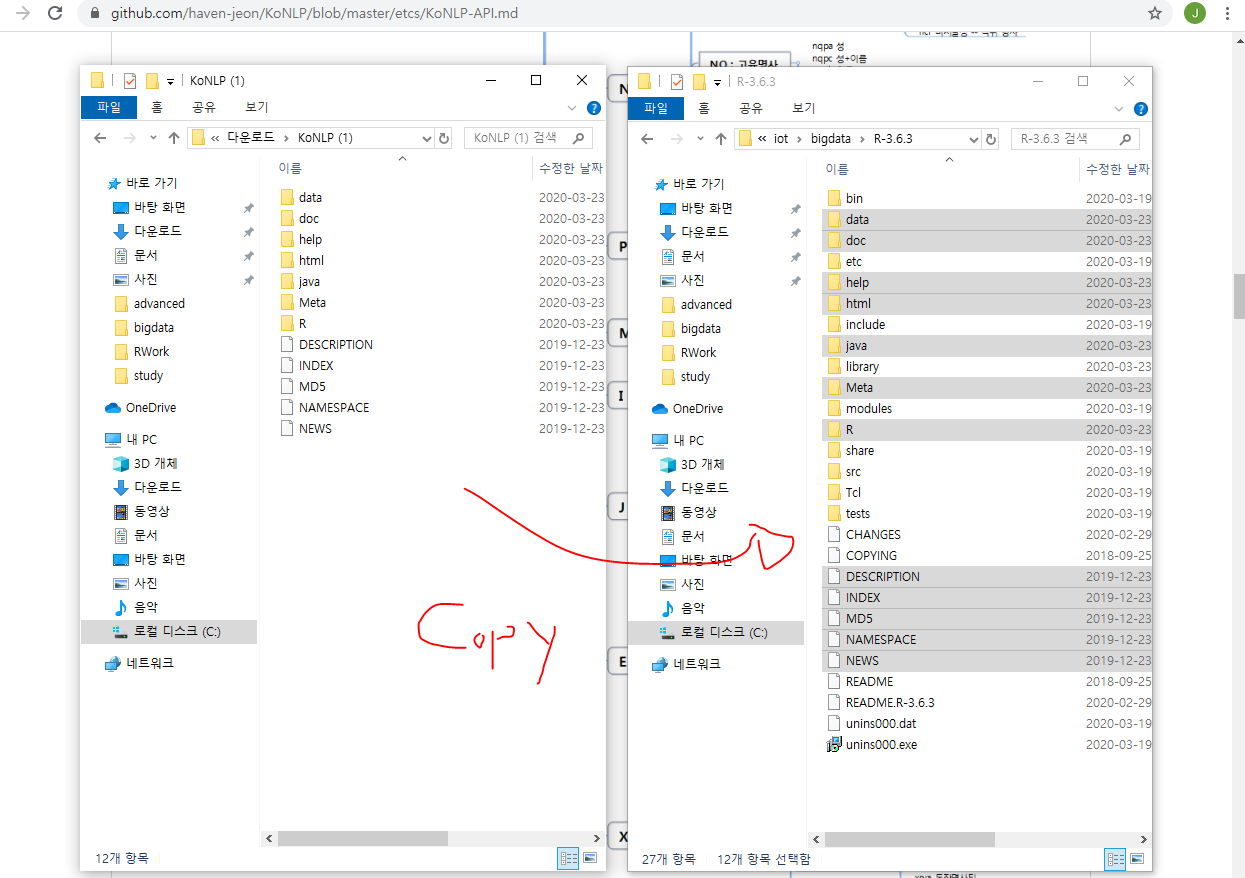 github.com/haven-jeon/KoNLP/blob/master/etcs/KoNLP-API.md
J
nqpa 성
NQ : 고유명사
nqpc 성+이름
N
P
M
I
J
E
X
KoNLP (1)
파일 홈 공유 보기
« 다운로드 › KoNLP (1)
KoNLP (1) 검색
이름 수정한 날짜
바로 가기
바탕 화면
다운로드
문서
사진
advanced
bigdata
RWork
study
OneDrive
내 PC
3D 개체
다운로드
동영상
문서
바탕 화면
사진
음악
로컬 디스크 (C:)
네트워크
data 2020-03-23
doc 2020-03-23
help 2020-03-23
html 2020-03-23
java 2020-03-23
Meta 2020-03-23
R 2020-03-23
DESCRIPTION 2019-12-23
INDEX 2019-12-23
MD5 2019-12-23
NAMESPACE 2019-12-23
NEWS 2019-12-23
12개 항목
Copy
R-3.6.3
파일 홈 공유 보기
« iot › bigdata › R-3.6.3
R-3.6.3 검색
이름 수정한 날짜
바로 가기
바탕 화면
다운로드
문서
사진
advanced
bigdata
RWork
study
OneDrive
내 PC
3D 개체
다운로드
동영상
문서
바탕 화면
사진
음악
로컬 디스크 (C:)
네트워크
bin 2020-03-19
data 2020-03-23
doc 2020-03-23
etc 2020-03-19
help 2020-03-23
html 2020-03-23
include 2020-03-19
java 2020-03-23
library 2020-03-23
Meta 2020-03-23
modules 2020-03-19
R 2020-03-23
share 2020-03-19
src 2020-03-19
Tcl 2020-03-19
tests 2020-03-19
CHANGES 2020-02-29
COPYING 2018-09-25
DESCRIPTION 2019-12-23
INDEX 2019-12-23
MD5 2019-12-23
NAMESPACE 2019-12-23
NEWS 2019-12-23
README 2018-09-25
README.R-3.6.3 2020-02-29
unins000.dat 2020-03-19
unins000.exe 2020-03-19
27개 항목 12개 항목 선택함